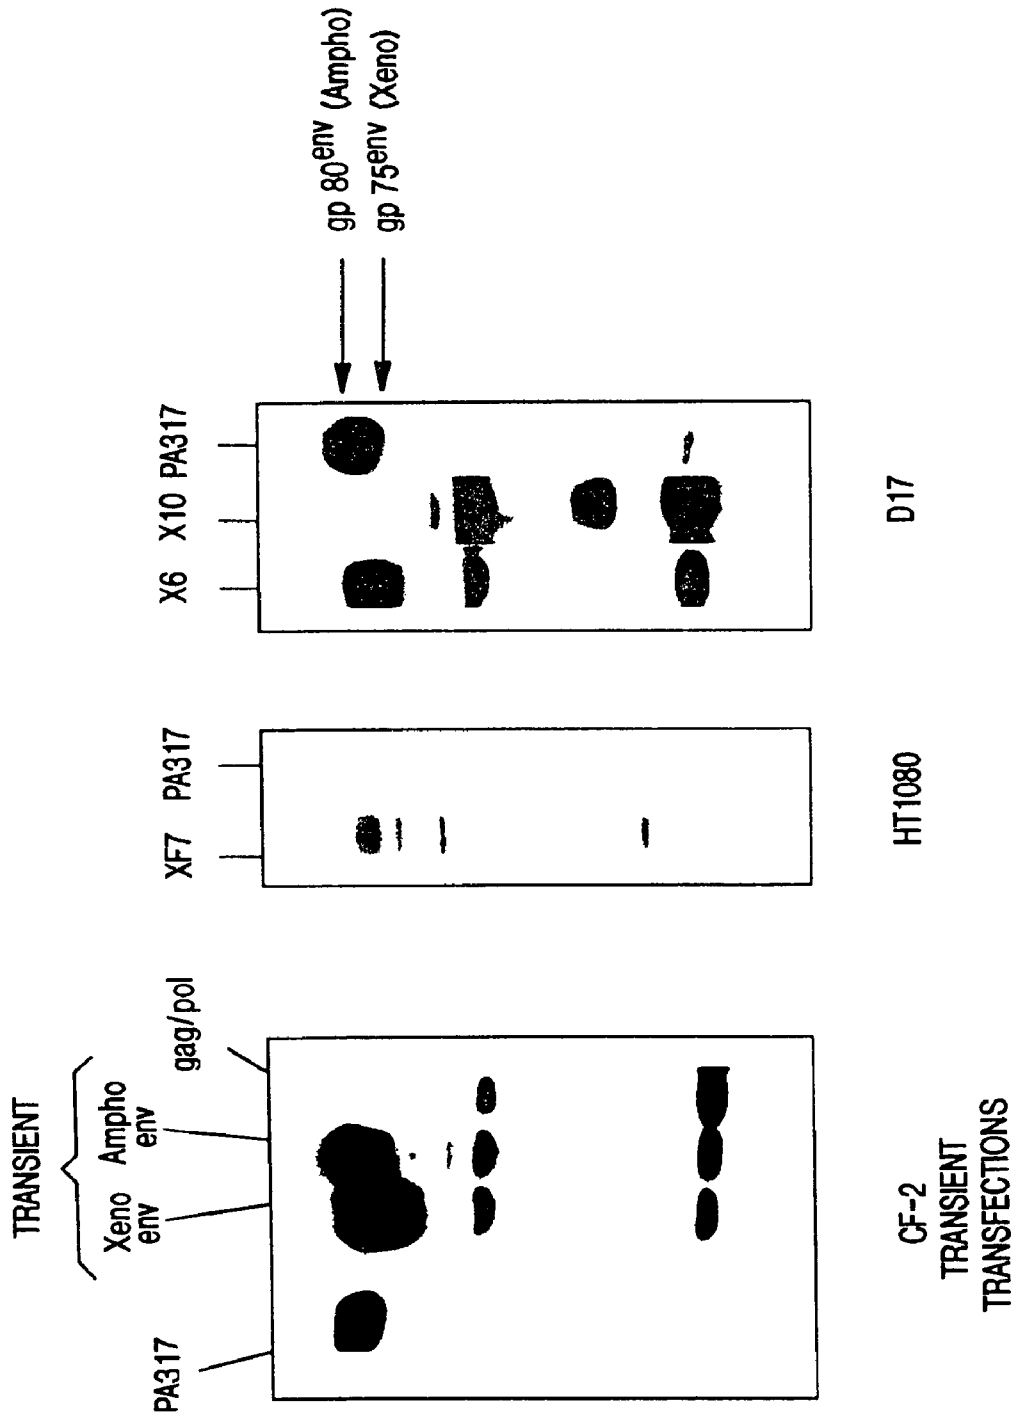 TRANSIENT
PA317
Xeno
env
Ampho
env
gag/pol
CF-2
TRANSIENT
TRANSFECTIONS
XF7
PA317
HT1080
X6
X10
PA317
D17
gp 80env (Ampho)
gp 75env (Xeno)